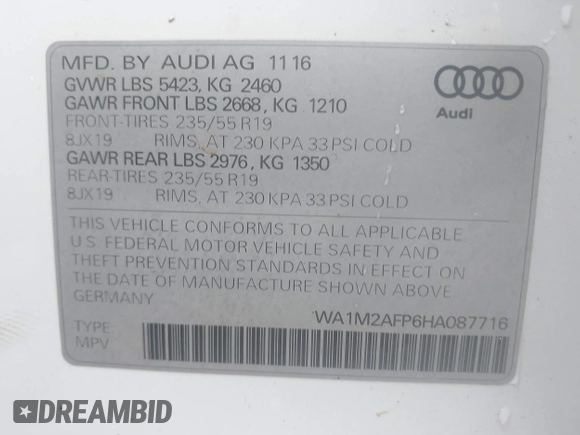 MFD. BY AUDI AG 11 16
GVWR LBS 5423, KG 2460
GAWR FRONT LBS 2668, KG 1210
FRONT-TIRES 235/55 R19
8JX19 RIMS, AT 230 KPA 33 PSI COLD
GAWR REAR LBS 2976, KG 1350
REAR-TIRES 235/55 R19
8JX19 RIMS, AT 230 KPA 33 PSI COLD
Audi
THIS VEHICLE CONFORMS TO ALL APPLICABLE
U.S. FEDERAL MOTOR VEHICLE SAFETY AND
THEFT PREVENTION STANDARDS IN EFFECT ON
THE DATE OF MANUFACTURE SHOWN ABOVE
GERMANY
WA1M2AFP6HA087716
TYPE:
MPV
DREAMBID